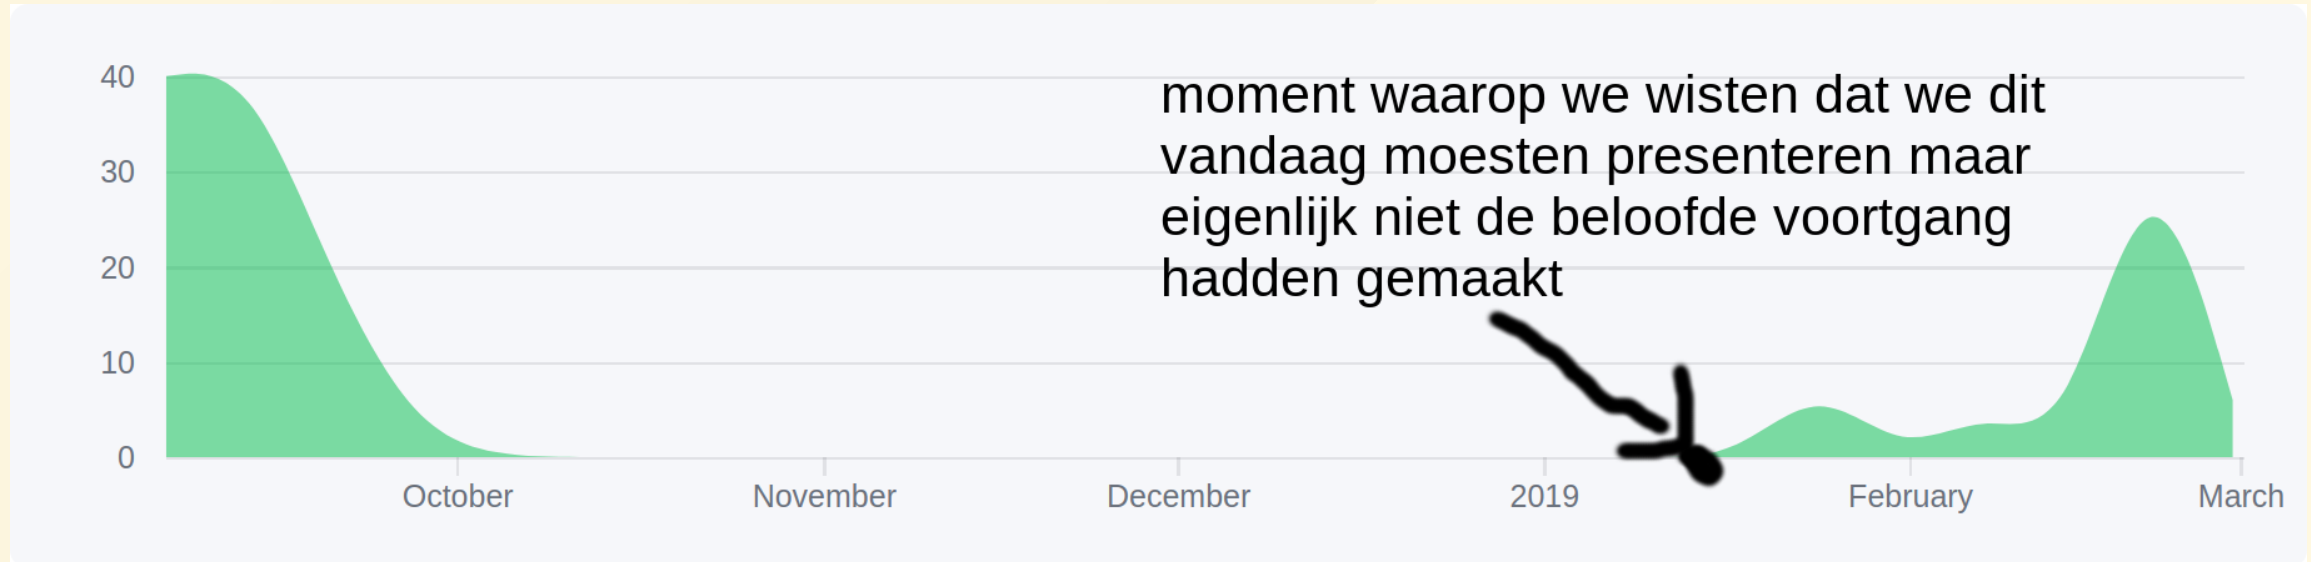 40
moment waarop we wisten dat we dit
30
vandaag moesten presenteren maar
eigenlijk niet de beloofde voortgang
20
hadden gemaakt
10
0
October November December 2019 February March